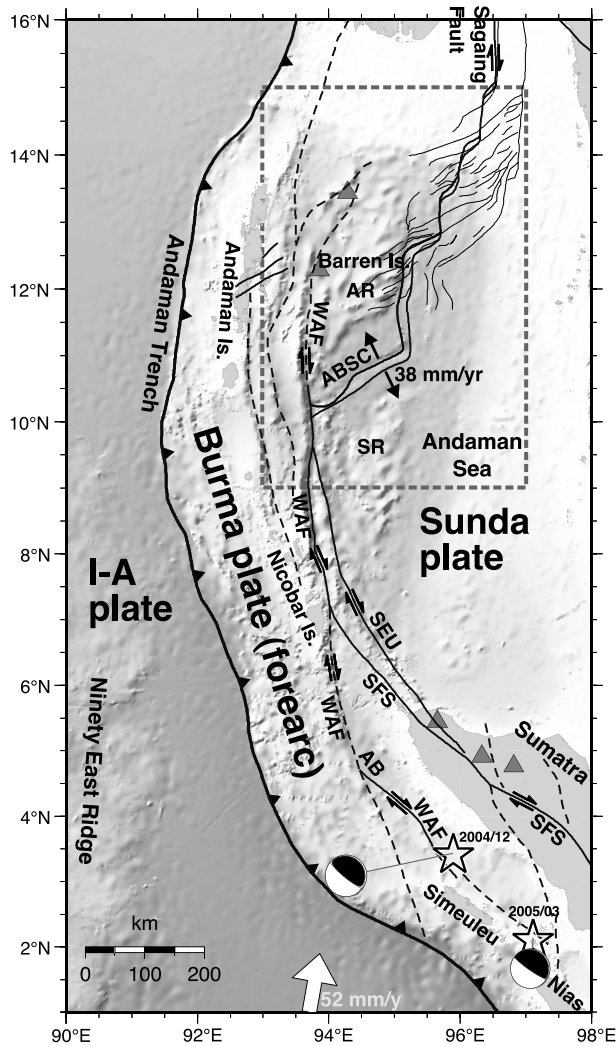 16°N
14°N
12°N
10°N
8°N
6°N
4°N
2°N
Sagang
Fault
Andaman Trench
Andaman Is.
Barren Is.
AR
WAF
ABSC
38 mm/yr
SR
Andaman
Sea
Burma plate (forearc)
Sunda
plate
I-A
plate
WAF
Nicobar Is.
SEU
SFS
WAF
Ninety East Ridge
Sumatra
AB
WAF
SFS
2004/12
Simeuleu
2005/03
Nias
km
0 100 200
52 mm/y
90°E 92°E 94°E 96°E 98°E